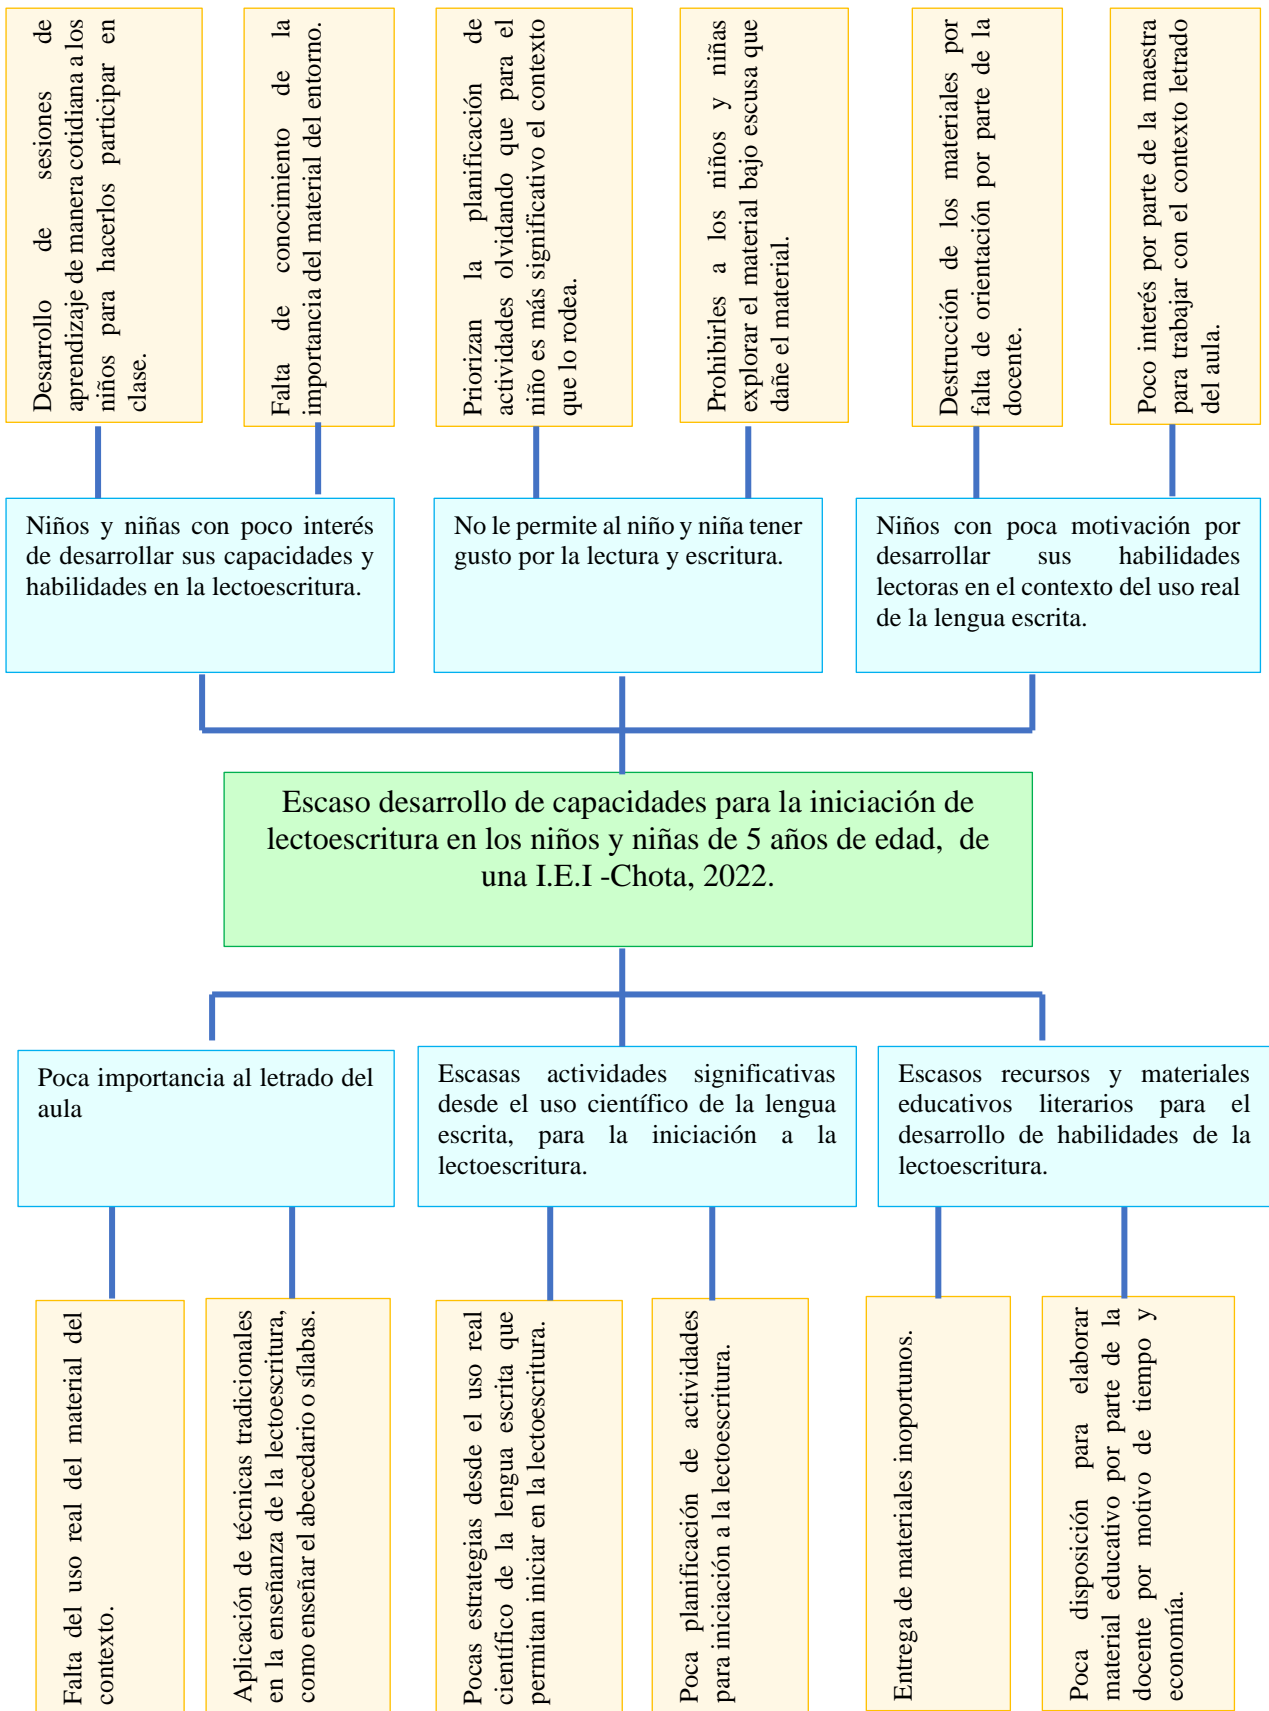 Desarrollo de sesiones de
aprendizaje de manera cotidiana a los
niños para hacerlos participar en
clase.
Falta de conocimiento de la
importancia del material del entorno.
Priorizan la planificación de
actividades olvidando que para el
niño es más significativo el contexto
que lo rodea.
Prohibirles a los niños y niñas
explorar el material bajo escusa que
dañe el material.
Destrucción de los materiales por
falta de orientación por parte de la
docente.
Poco interés por parte de la maestra
para trabajar con el contexto letrado
del aula.
Niños y niñas con poco interés
de desarrollar sus capacidades y
habilidades en la lectoescritura.
No le permite al niño y niña tener
gusto por la lectura y escritura.
Niños con poca motivación por
desarrollar sus habilidades
lectoras en el contexto del uso real
de la lengua escrita.
Escaso desarrollo de capacidades para la iniciación de
lectoescritura en los niños y niñas de 5 años de edad, de
una I.E.I -Chota, 2022.
Poca importancia al letrado del
aula
Escasas actividades significativas
desde el uso científico de la lengua
escrita, para la iniciación a la
lectoescritura.
Escasos recursos y materiales
educativos literarios para el
desarrollo de habilidades de la
lectoescritura.
Falta del uso real del material del
contexto.
Aplicación de técnicas tradicionales
en la enseñanza de la lectoescritura,
como enseñar el abecedario o sílabas.
Pocas estrategias desde el uso real
científico de la lengua escrita que
permitan iniciar en la lectoescritura.
Poca planificación de actividades
para iniciación a la lectoescritura.
Entrega de materiales inoportunos.
Poca disposición para elaborar
material educativo por parte de la
docente por motivo de tiempo y
economía.